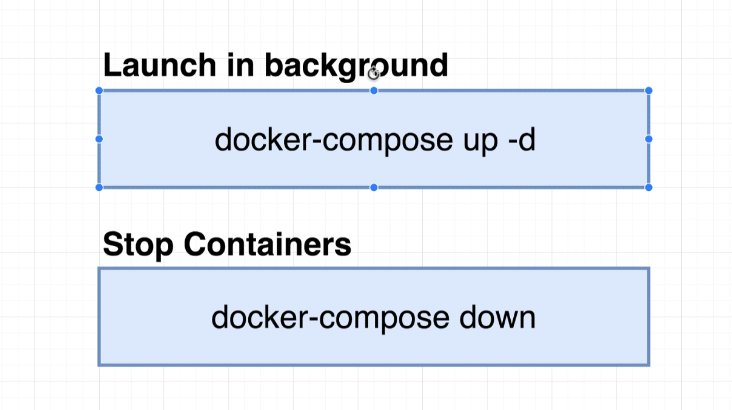 Launch in background
docker-compose up -d
Stop Containers
docker-compose down